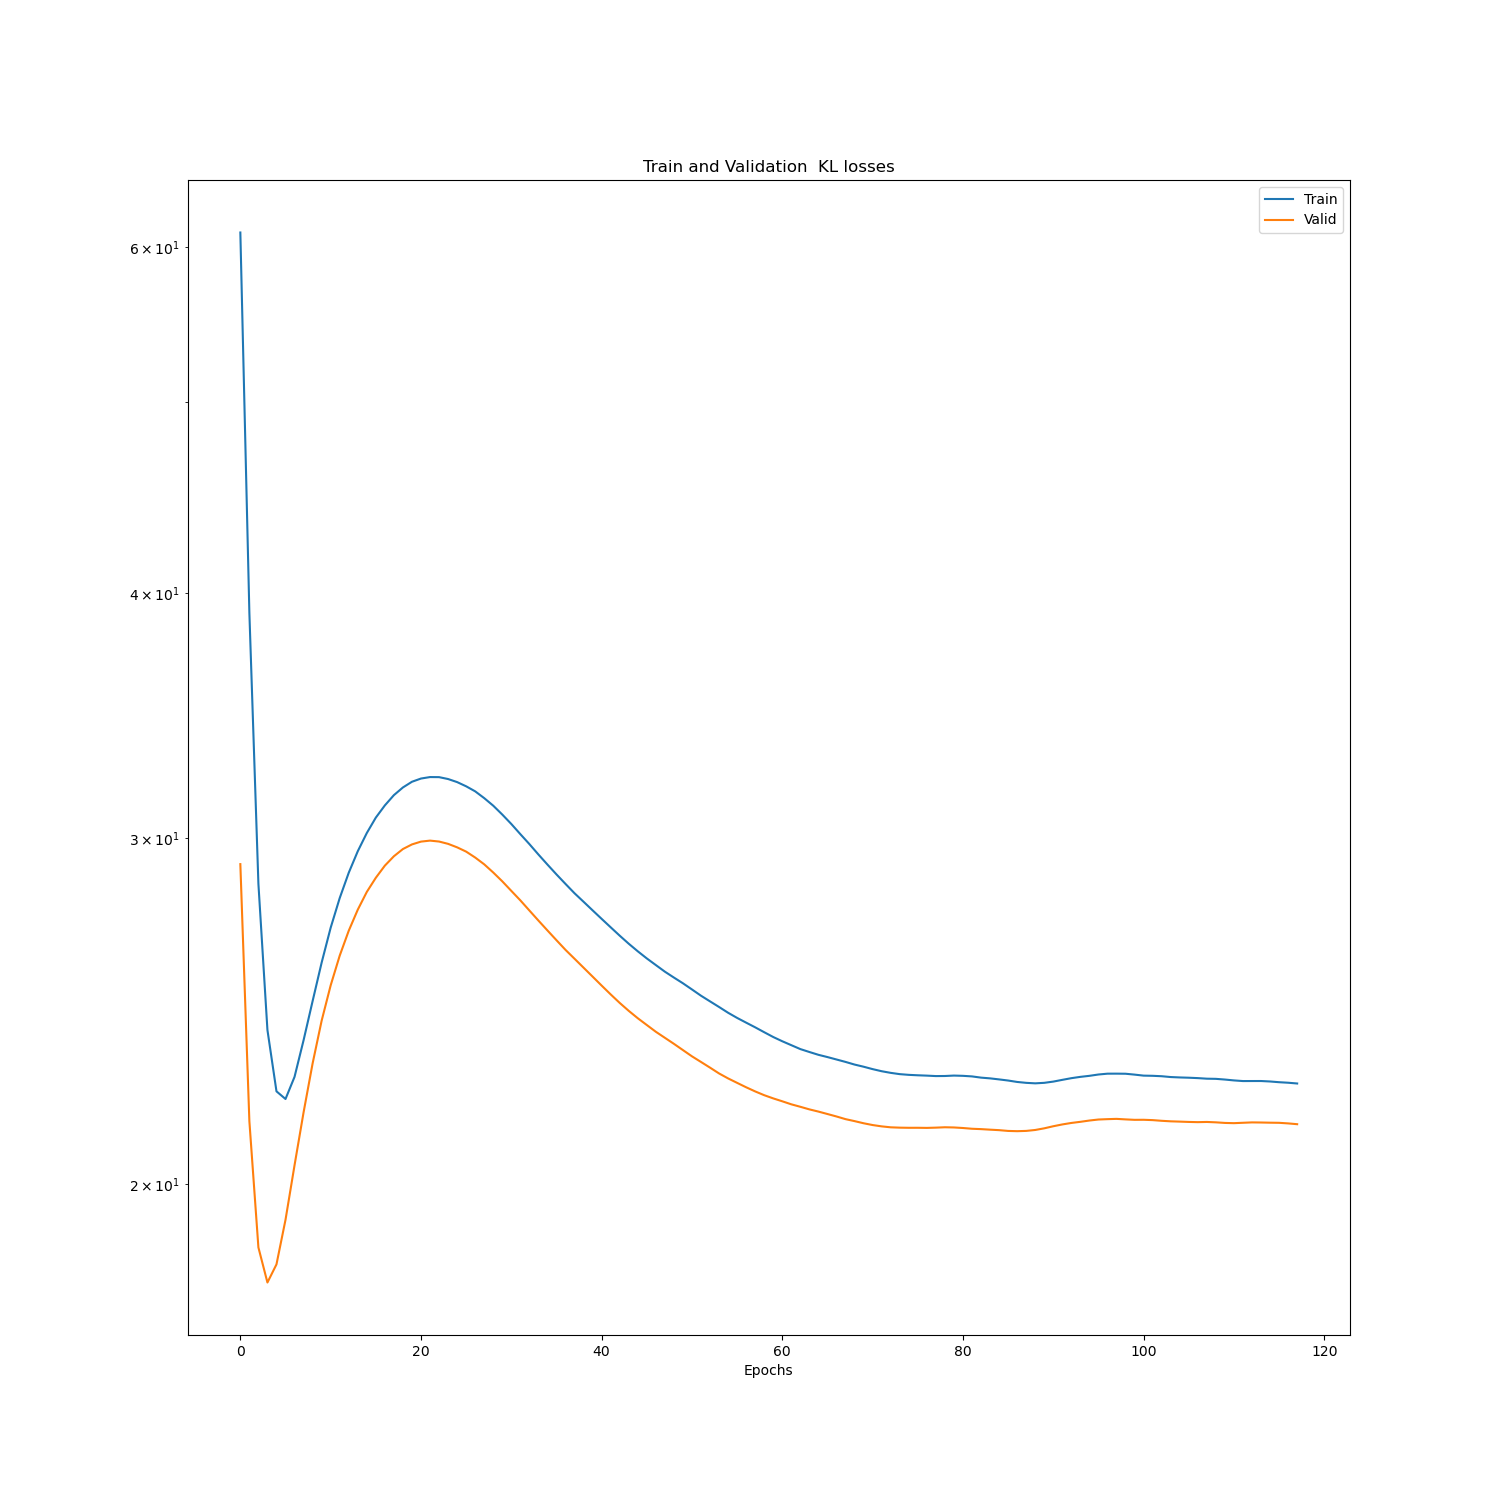 Train and Validation  KL losses
Train
Valid
6 × 10¹
4 × 10¹
3 × 10¹
2 × 10¹
0 20 40 60 80 100 120
Epochs